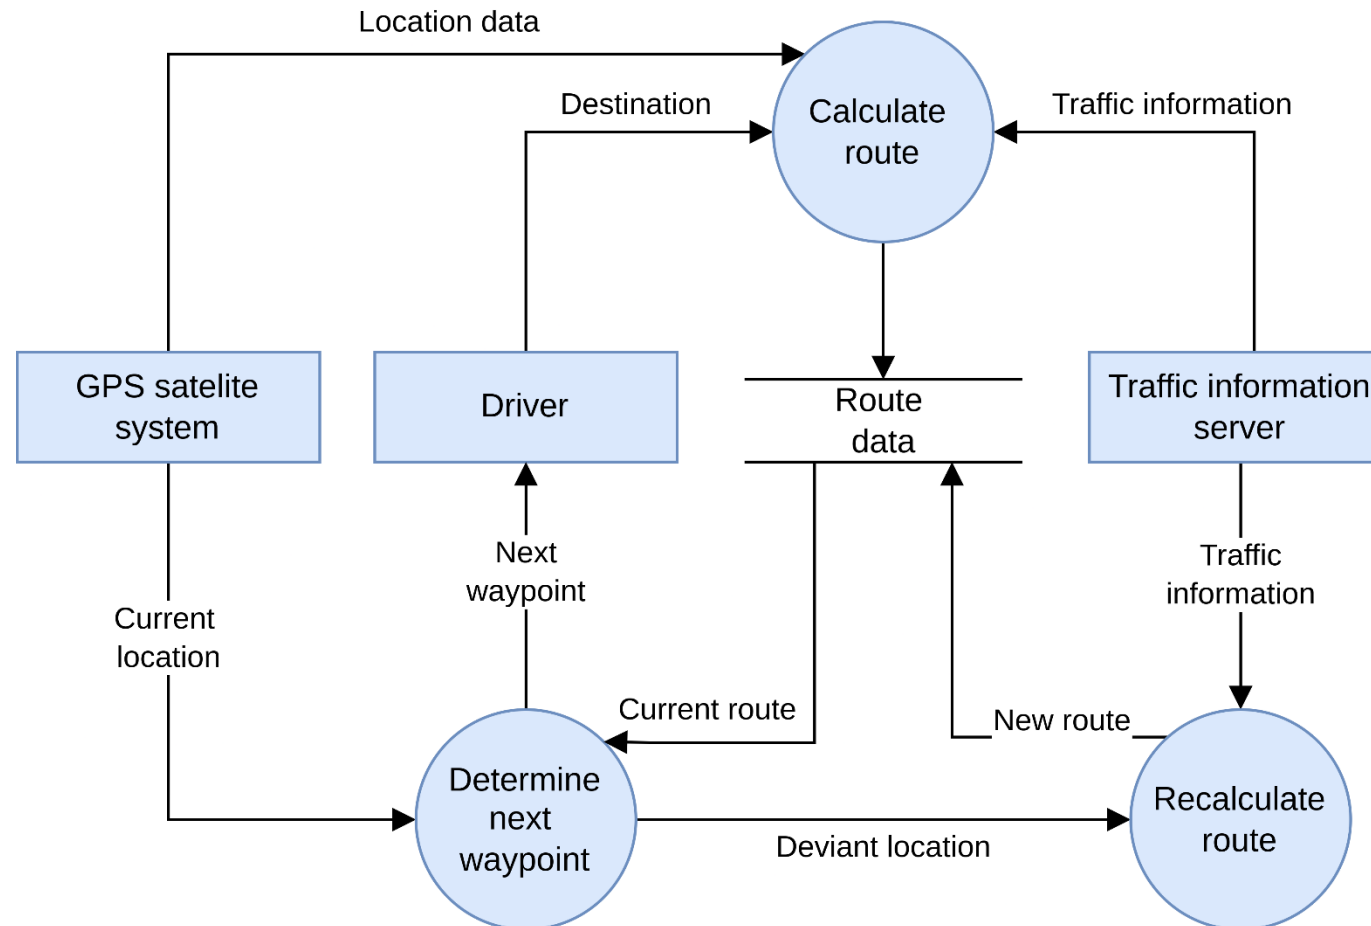 Location data
Destination
Traffic information
Calculate
route
GPS satelite
system
Driver
Route
data
Traffic information
server
Next
waypoint
Traffic
information
Current
location
Current route
New route
Determine
next
waypoint
Deviant location
Recalculate
route